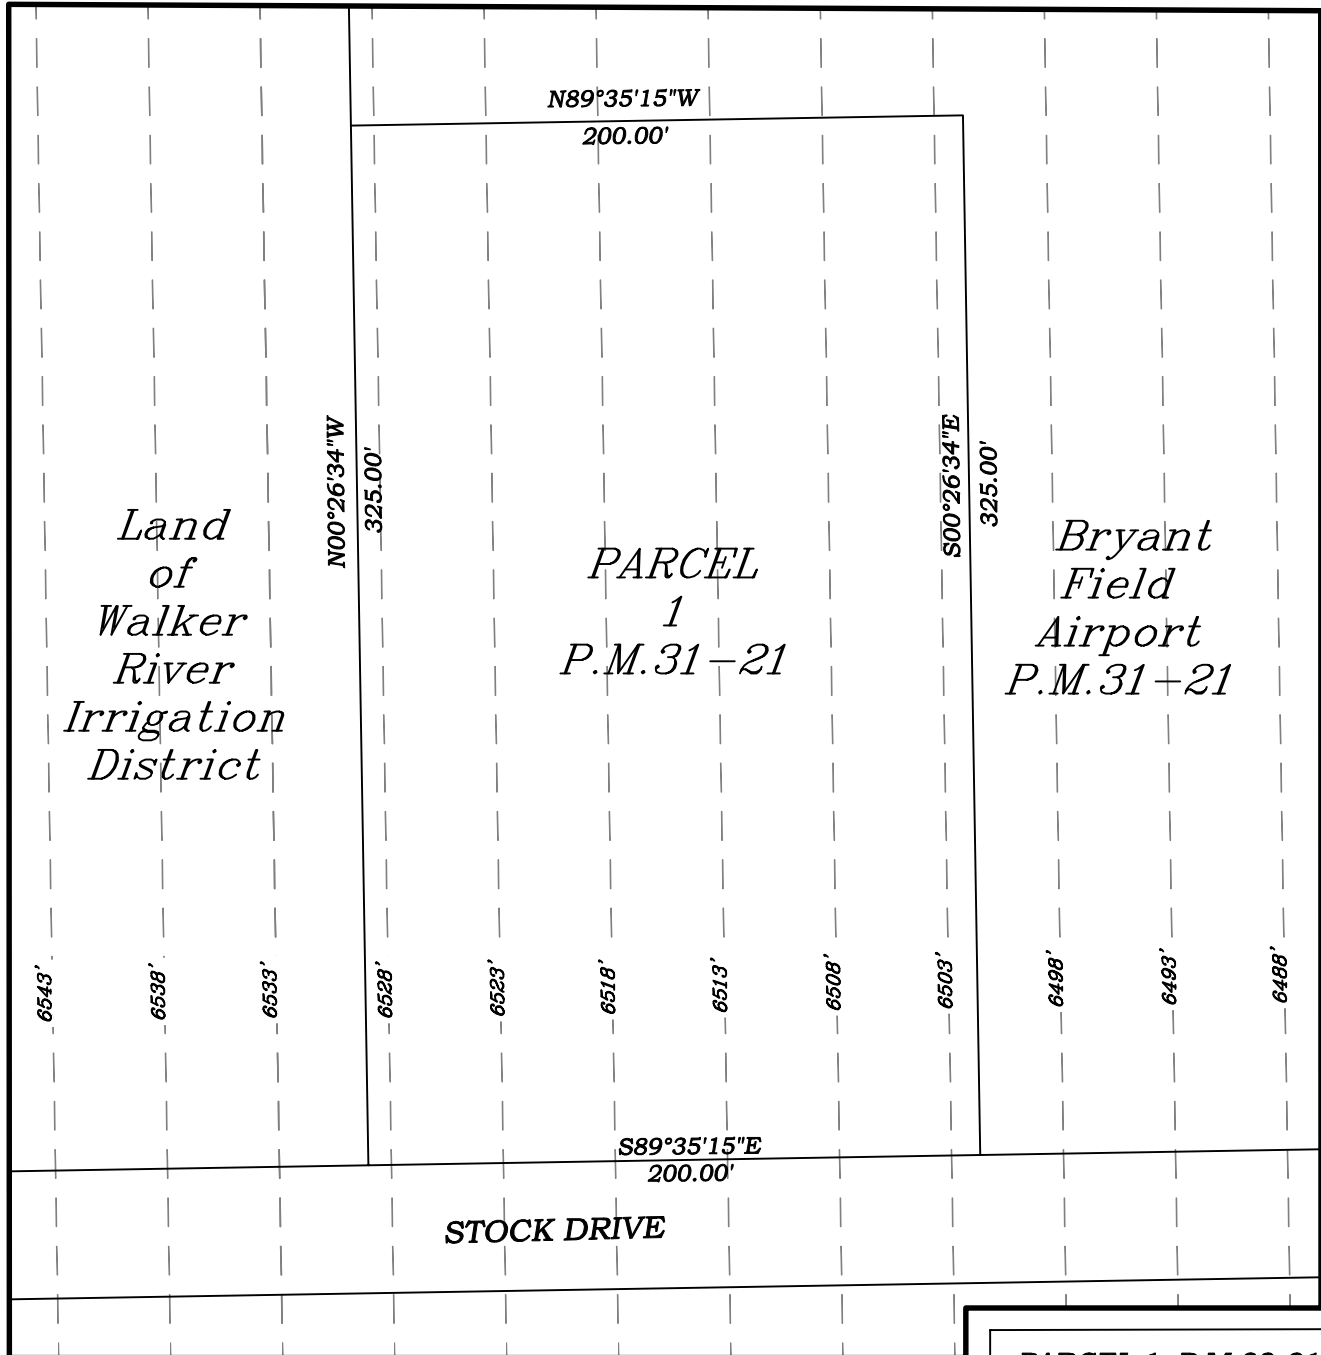 N89°35'15"W
200.00'
N00°26'34"W
325.00'
S00°26'34"E
325.00'
Land
of
Walker
River
Irrigation
District
PARCEL
1
P.M.31-21
Bryant
Field
Airport
P.M.31-21
6543'
6538'
6533'
6528'
6523'
6518'
6513'
6508'
6503'
6498'
6493'
6488'
S89°35'15"E
200.00'
STOCK DRIVE